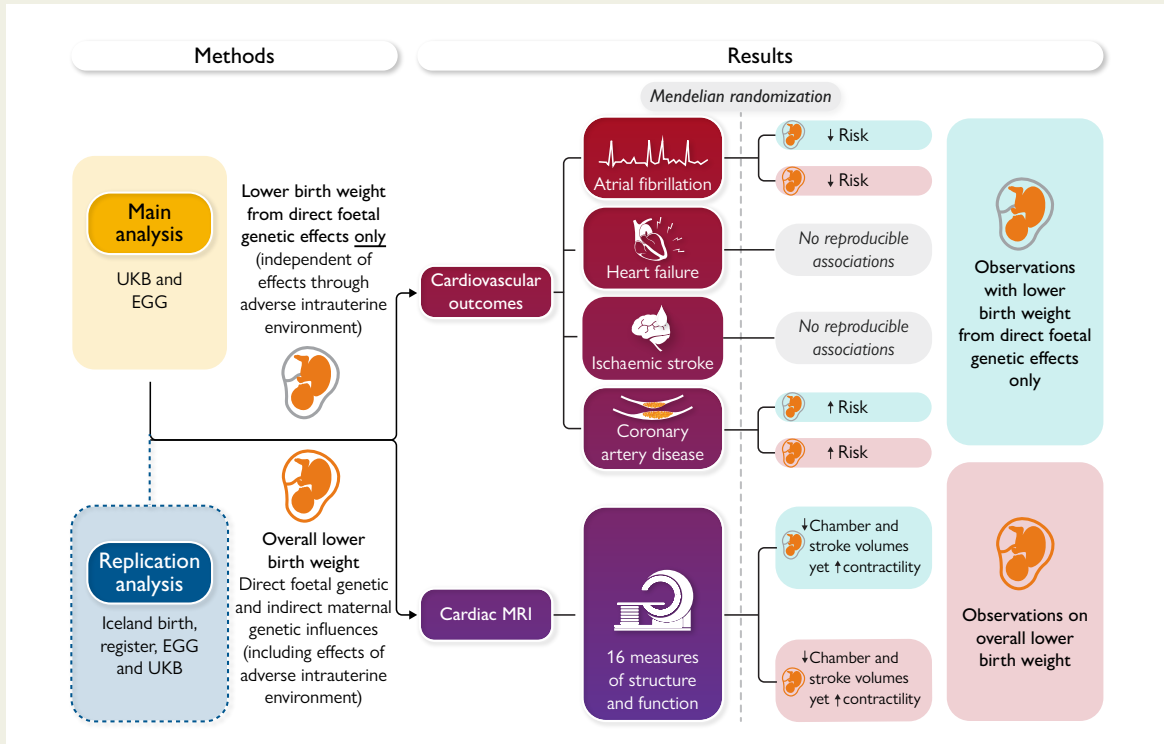 Methods
Results
Mendelian randomization
Main
analysis
UKB and
EGG
Lower birth weight
from direct foetal
genetic effects only
(independent of
effects through
adverse intrauterine
environment)
Replication
analysis
Iceland birth,
register, EGG
and UKB
Overall lower
birth weight
Direct foetal genetic
and indirect maternal
genetic influences
(including effects of
adverse intrauterine
environment)
Cardiovascular
outcomes
Atrial fibrillation
↓ Risk
↓ Risk
Heart failure
No reproducible
associations
Ischaemic stroke
No reproducible
associations
Coronary
artery disease
↑ Risk
↑ Risk
Cardiac MRI
16 measures
of structure
and function
↓Chamber and
stroke volumes
yet ↑contractility
↓Chamber and
stroke volumes
yet ↑contractility
Observations
with lower
birth weight
from direct foetal
genetic effects
only
Observations on
overall lower
birth weight